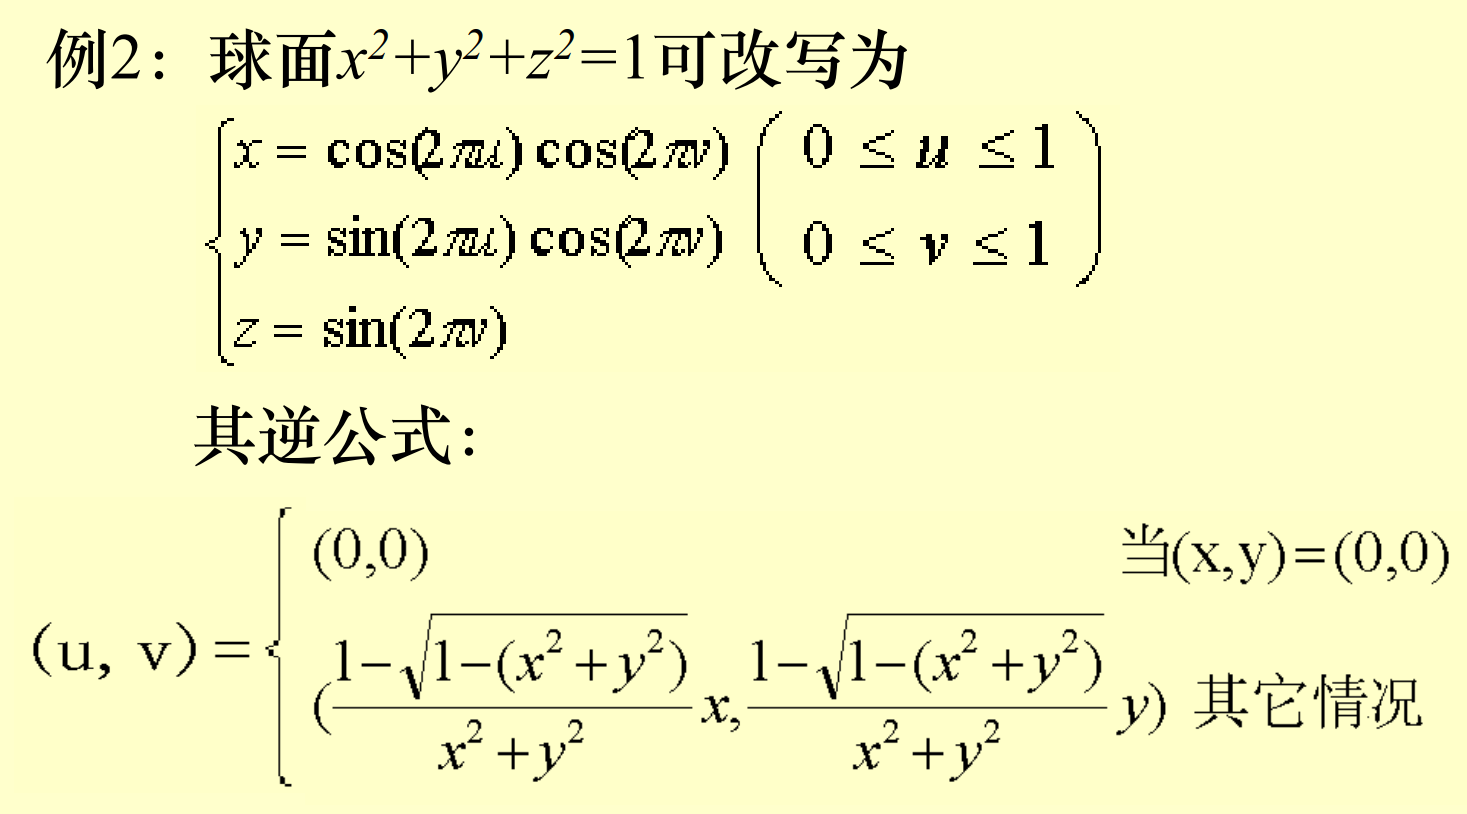 例2：球面x²+y²+z²=1可改写为
x = cos(2πu) cos(2πv) ( 0 ≤ u ≤ 1
y = sin(2πu) cos(2πv) 0 ≤ v ≤ 1 )
z = sin(2πv)
其逆公式：
(0,0) 当(x,y)=(0,0)
(u, v)= { ( (1−√(1−(x²+y²)))/(x²+y²) x, (1−√(1−(x²+y²)))/(x²+y²) y) 其它情况